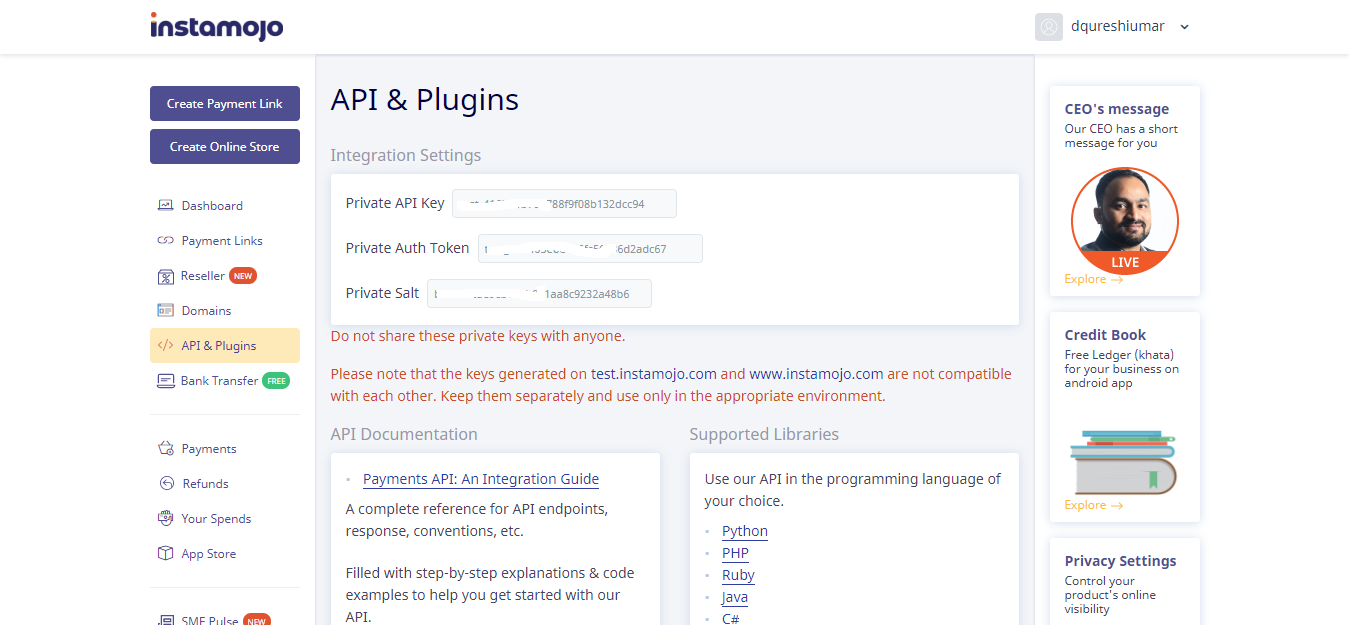 instamojo
dqureshiumar
Create Payment Link
Create Online Store
Dashboard
Payment Links
Reseller NEW
Domains
API & Plugins
Bank Transfer FREE
Payments
Refunds
Your Spends
App Store
SME Pulse NEW
API & Plugins
Integration Settings
Private API Key
Private Auth Token
Private Salt
Do not share these private keys with anyone.
Please note that the keys generated on test.instamojo.com and www.instamojo.com are not compatible
with each other. Keep them separately and use only in the appropriate environment.
API Documentation
Payments API: An Integration Guide
A complete reference for API endpoints,
response, conventions, etc.
Filled with step-by-step explanations & code
examples to help you get started with our
API.
Supported Libraries
Use our API in the programming language of
your choice.
Python
PHP
Ruby
Java
C#
CEO's message
Our CEO has a short
message for you
LIVE
Explore →
Credit Book
Free Ledger (khata)
for your business on
android app
Explore →
Privacy Settings
Control your
product's online
visibility